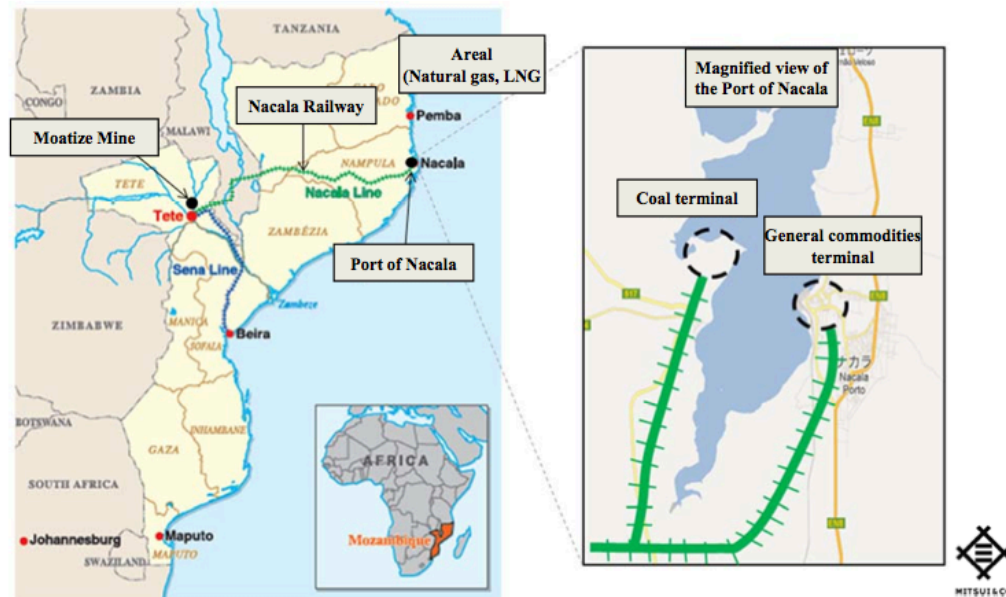 TANZANIA
Areal
(Natural gas, LNG
CONGO
ZAMBIA
Nacala Railway
Pemba
Moatize Mine
MALAWI
NAMPULA
Nacala
TETE
Nacala Line
Tete
ZAMBÉZIA
Port of Nacala
Sena Line
Zambeze
ZIMBABWE
MANICA
SOFALA
Beira
BOTSWANA
INHAMBANE
GAZA
SOUTH AFRICA
Johannesburg
Maputo
MAPUTO
SWAZILAND
AFRICA
Mozambique
Magnified view of
the Port of Nacala
Coal terminal
General commodities
terminal
ナカラ
Nacala
Porto
MITSUI&CO